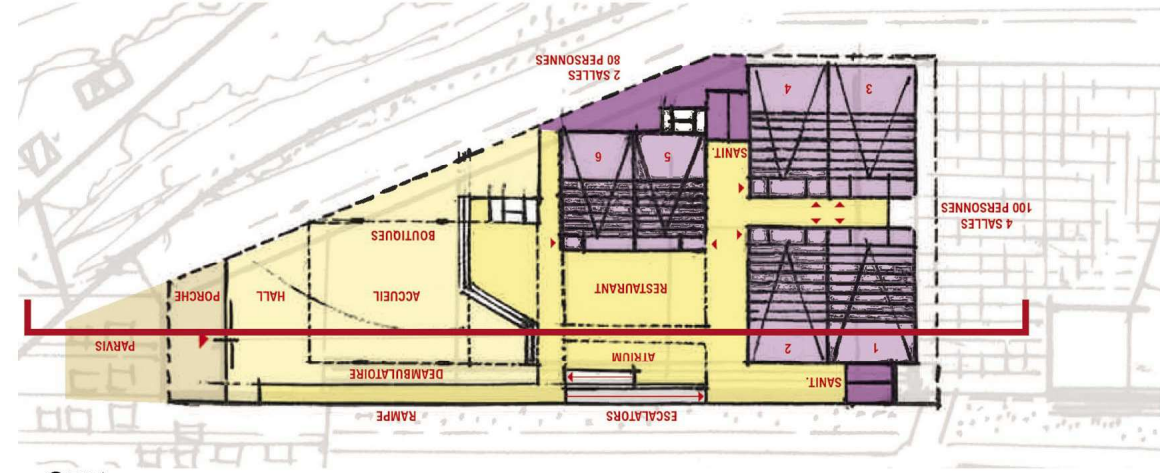 ESCALATORS
RAMPE
SANIT.
DEAMBULATOIRE
ATRIUM
1
2
PARVIS
RESTAURANT
ACCUEIL
HALL
PORCHE
BOUTIQUES
4 SALLES
100 PERSONNES
5
6
SANIT.
3
4
2 SALLES
80 PERSONNES